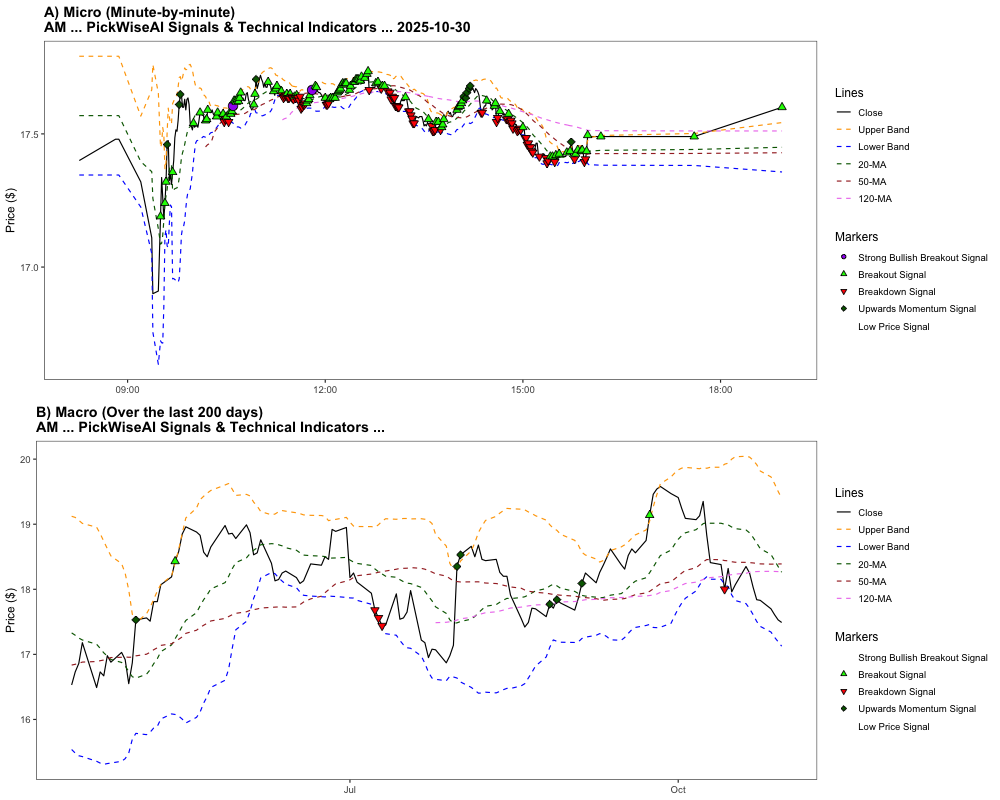 A) Micro (Minute-by-minute)
AM ... PickWiseAI Signals & Technical Indicators ... 2025-10-30
Price ($)
17.5
17.0
09:00
12:00
15:00
18:00
Lines
Close
Upper Band
Lower Band
20-MA
50-MA
120-MA
Markers
Strong Bullish Breakout Signal
Breakout Signal
Breakdown Signal
Upwards Momentum Signal
Low Price Signal
B) Macro (Over the last 200 days)
AM ... PickWiseAI Signals & Technical Indicators ...
Price ($)
20
19
18
17
16
Jul
Oct
Lines
Close
Upper Band
Lower Band
20-MA
50-MA
120-MA
Markers
Strong Bullish Breakout Signal
Breakout Signal
Breakdown Signal
Upwards Momentum Signal
Low Price Signal